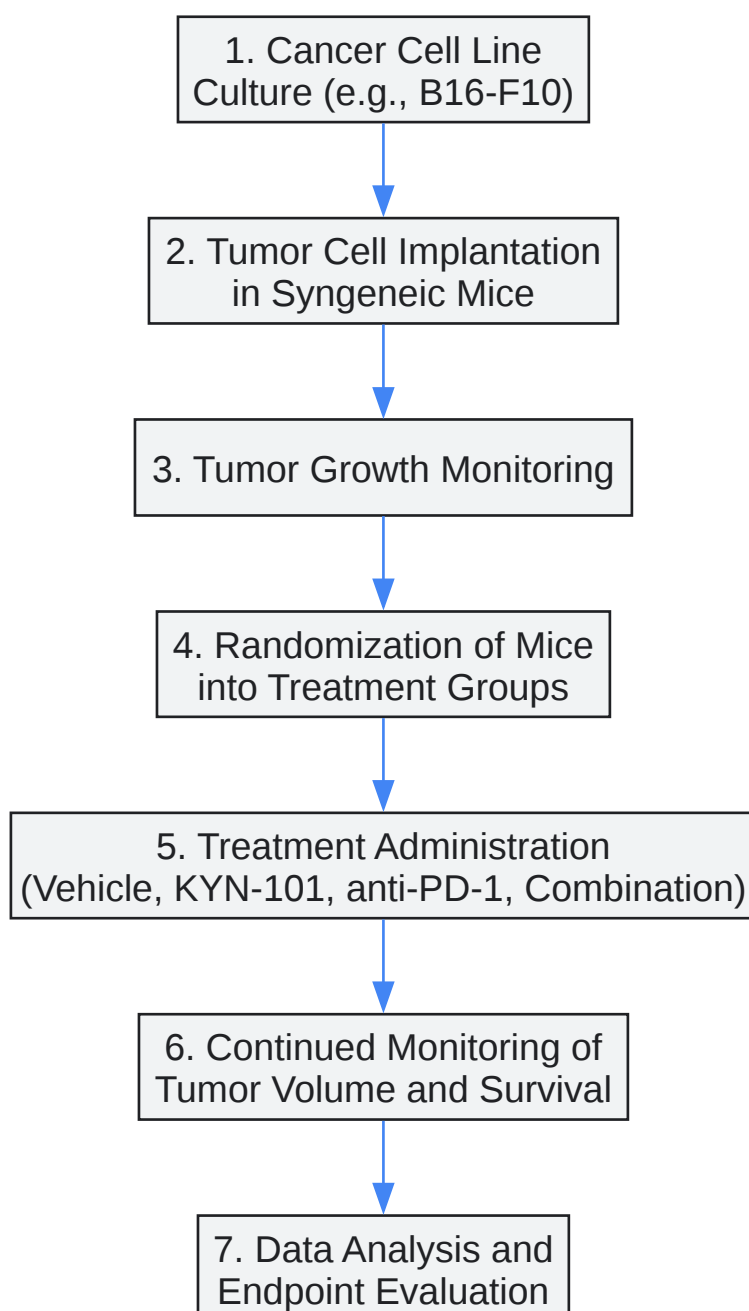 1. Cancer Cell Line
Culture (e.g., B16-F10)
2. Tumor Cell Implantation
in Syngeneic Mice
3. Tumor Growth Monitoring
4. Randomization of Mice
into Treatment Groups
5. Treatment Administration
(Vehicle, KYN-101, anti-PD-1, Combination)
6. Continued Monitoring of
Tumor Volume and Survival
7. Data Analysis and
Endpoint Evaluation